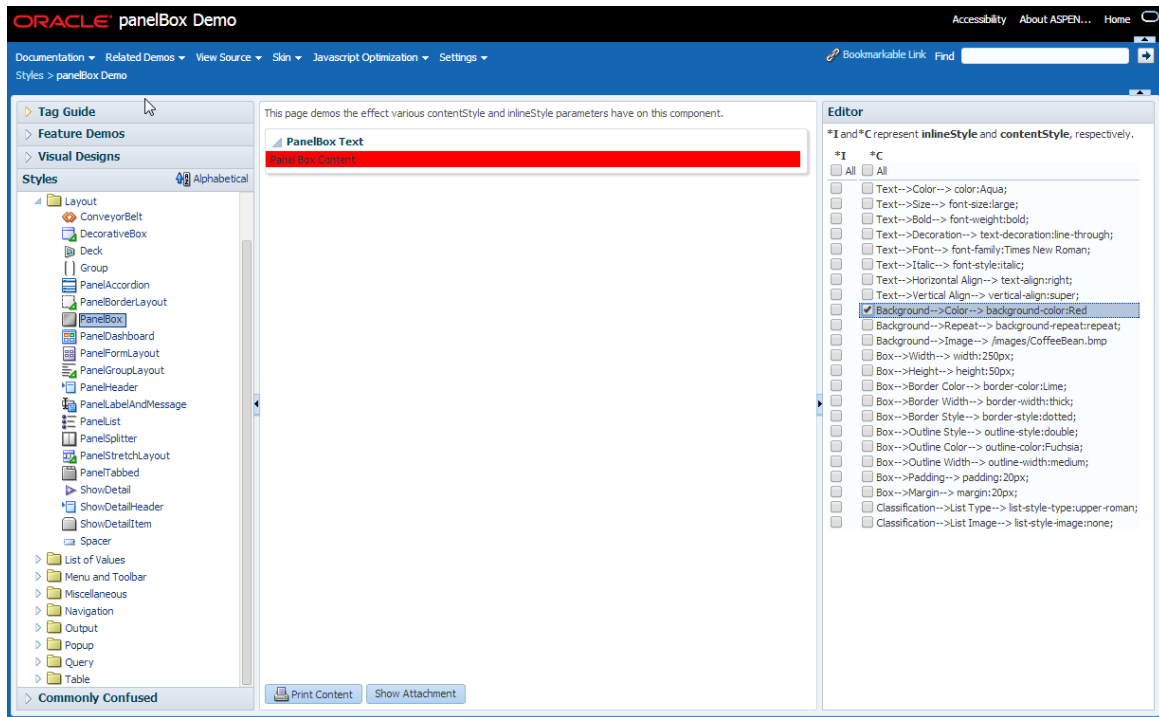 ORACLE panelBox Demo
Accessibility About ASPEN... Home
Documentation Related Demos View Source Skin Javascript Optimization Settings
Bookmarkable Link Find
Styles > panelBox Demo
Tag Guide
Feature Demos
Visual Designs
Styles Alphabetical
Layout
ConveyorBelt
DecorativeBox
Deck
Group
PanelAccordion
PanelBorderLayout
PanelBox
PanelDashboard
PanelFormLayout
PanelGroupLayout
PanelHeader
PanelLabelAndMessage
PanelList
PanelSplitter
PanelStretchLayout
PanelTabbed
ShowDetail
ShowDetailHeader
ShowDetailItem
Spacer
List of Values
Menu and Toolbar
Miscellaneous
Navigation
Output
Popup
Query
Table
Commonly Confused
This page demos the effect various contentStyle and inlineStyle parameters have on this component.
PanelBox Text
Panel Box Content
Print Content Show Attachment
Editor
*I and *C represent inlineStyle and contentStyle, respectively.
*I *C
All All
Text-->Color--> color:Aqua;
Text-->Size--> font-size:large;
Text-->Bold--> font-weight:bold;
Text-->Decoration--> text-decoration:line-through;
Text-->Font--> font-family:Times New Roman;
Text-->Italic--> font-style:italic;
Text-->Horizontal Align--> text-align:right;
Text-->Vertical Align--> vertical-align:super;
Background-->Color--> background-color:Red
Background-->Repeat--> background-repeat:repeat;
Background-->Image--> /images/CoffeeBean.bmp
Box-->Width--> width:250px;
Box-->Height--> height:50px;
Box-->Border Color--> border-color:Lime;
Box-->Border Width--> border-width:thick;
Box-->Border Style--> border-style:dotted;
Box-->Outline Style--> outline-style:double;
Box-->Outline Color--> outline-color:Fuchsia;
Box-->Outline Width--> outline-width:medium;
Box-->Padding--> padding:20px;
Box-->Margin--> margin:20px;
Classification-->List Type--> list-style-type:upper-roman;
Classification-->List Image--> list-style-image:none;